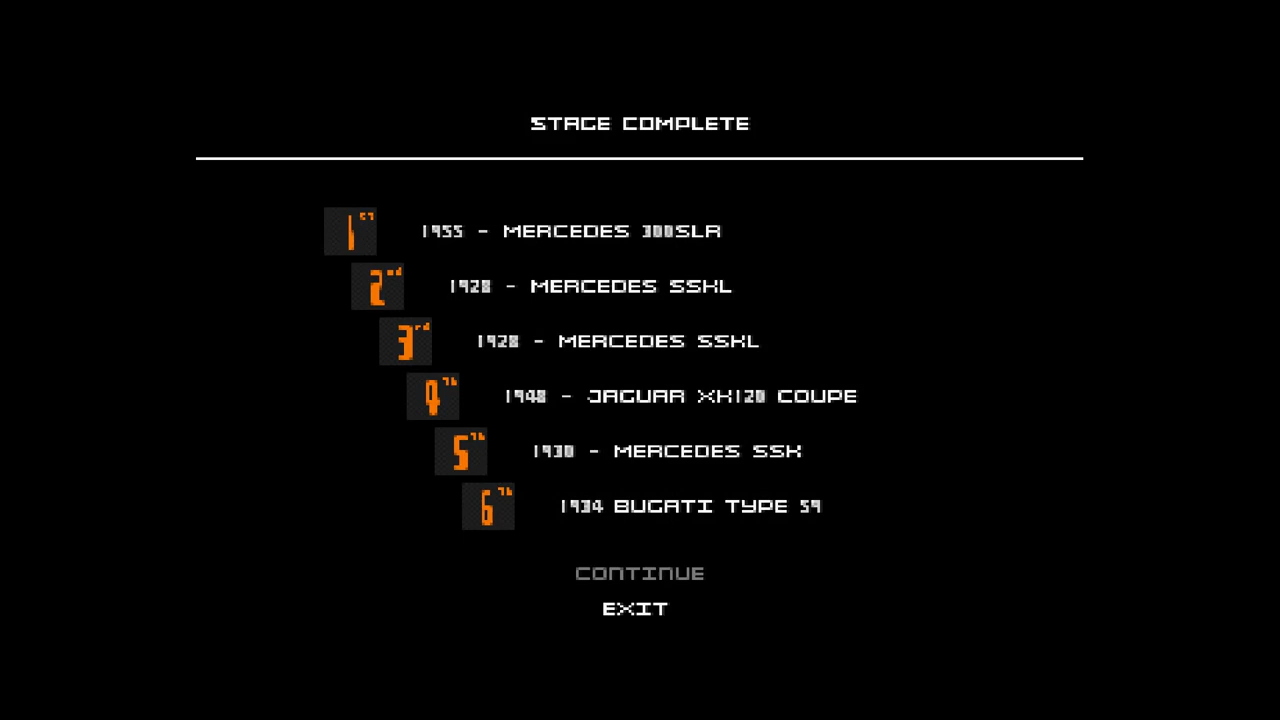 STAGE COMPLETE
1st 1955 - MERCEDES 300SLR
2nd 1928 - MERCEDES SSKL
3rd 1928 - MERCEDES SSKL
4th 1948 - JAGUAR XK120 COUPE
5th 1930 - MERCEDES SSK
6th 1934 BUGATI TYPE 59
CONTINUE
EXIT